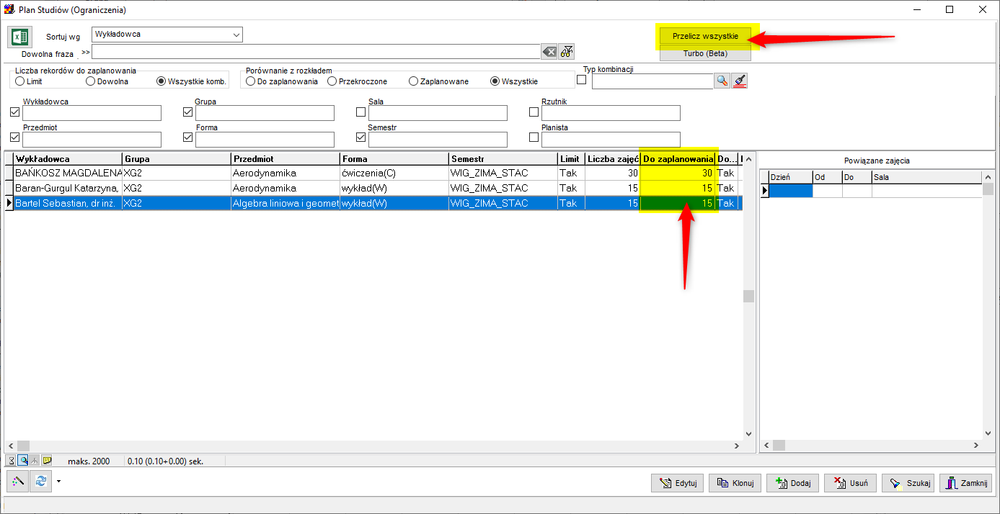 Plan Studiów (Ograniczenia)
Sortuj wg Wykładowca Przelicz wszystkie
Dowolna fraza >> Turbo (Beta)
Liczba rekordów do zaplanowania Porównanie z rozkładem Typ kombinacji
Limit Dowolna Wszystkie komb. Do zaplanowania Przekroczone Zaplanowane Wszystkie
Wykładowca Grupa Sala Rzutnik
Przedmiot Forma Semestr Planista
Wykładowca Grupa Przedmiot Forma Semestr Limit Liczba zajęć Do zaplanowania Do...
BAŃKOSZ MAGDALENA XG2 Aerodynamika ćwiczenia(C) WIG_ZIMA_STAC Tak 30 30 Tak
Baran-Gurgul Katarzyna, XG2 Aerodynamika wykład(W) WIG_ZIMA_STAC Tak 15 15 Tak
Bartel Sebastian, dr inż. XG2 Algebra liniowa i geomet wykład(W) WIG_ZIMA_STAC Tak 15 15 Tak
Powiązane zajęcia
Dzień Od Do Sala
maks. 2000 0.10 (0.10+0.00) sek.
Edytuj Klonuj Dodaj Usuń Szukaj Zamknij